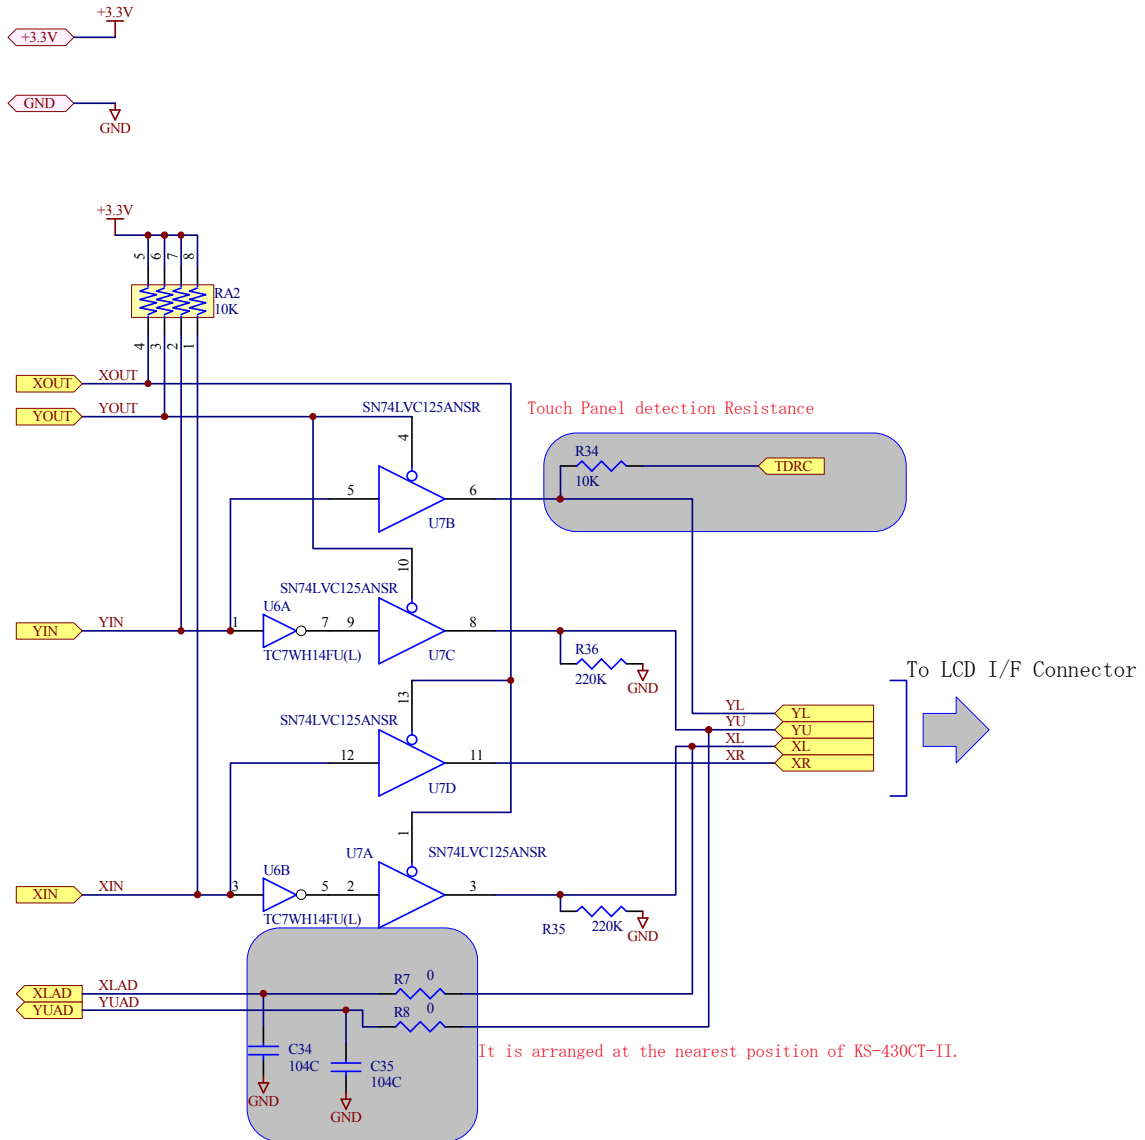 +3.3V
+3.3V
GND
GND
+3.3V
5
6
7
8
RA2
10K
4
3
2
1
XOUT
XOUT
YOUT
YOUT
SN74LVC125ANSR
4
5
6
U7B
Touch Panel detection Resistance
R34
10K
TDRC
10
SN74LVC125ANSR
YIN
YIN
1
U6A
7
9
8
TC7WH14FU(L)
U7C
R36
220K
GND
To LCD I/F Connector
13
SN74LVC125ANSR
12
11
U7D
YL
YL
YU
YU
XL
XL
XR
XR
1
U7A
SN74LVC125ANSR
XIN
XIN
3
U6B
5
2
3
TC7WH14FU(L)
R35
220K
GND
XLAD
XLAD
R7
0
YUAD
YUAD
R8
0
C34
104C
GND
C35
104C
GND
It is arranged at the nearest position of KS-430CT-II.